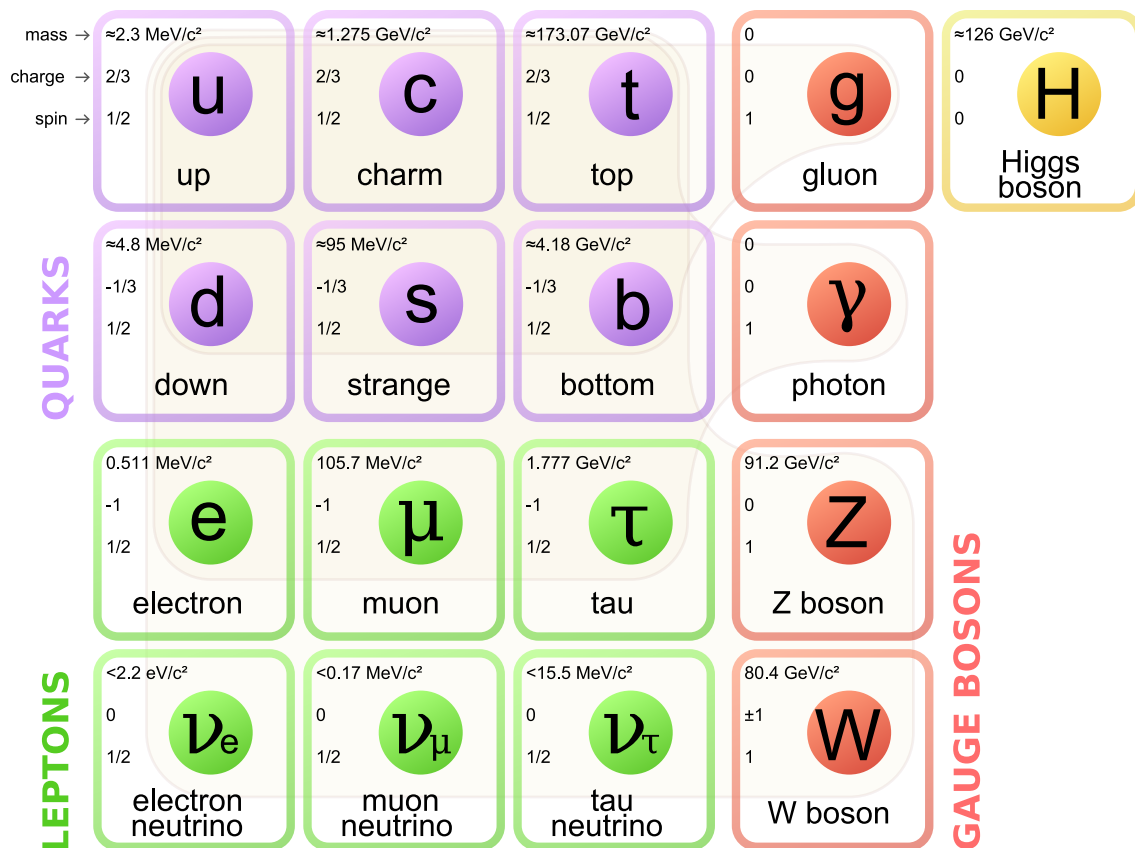 mass → ≈2.3 MeV/c²
charge → 2/3
spin → 1/2
u
up
≈1.275 GeV/c²
2/3
1/2
c
charm
≈173.07 GeV/c²
2/3
1/2
t
top
0
0
1
g
gluon
≈126 GeV/c²
0
0
H
Higgs
boson
QUARKS
≈4.8 MeV/c²
-1/3
1/2
d
down
≈95 MeV/c²
-1/3
1/2
s
strange
≈4.18 GeV/c²
-1/3
1/2
b
bottom
0
0
1
γ
photon
0.511 MeV/c²
-1
1/2
e
electron
105.7 MeV/c²
-1
1/2
μ
muon
1.777 GeV/c²
-1
1/2
τ
tau
91.2 GeV/c²
0
1
Z
Z boson
LEPTONS
<2.2 eV/c²
0
1/2
νe
electron
neutrino
<0.17 MeV/c²
0
1/2
νμ
muon
neutrino
<15.5 MeV/c²
0
1/2
ντ
tau
neutrino
80.4 GeV/c²
±1
1
W
W boson
GAUGE BOSONS